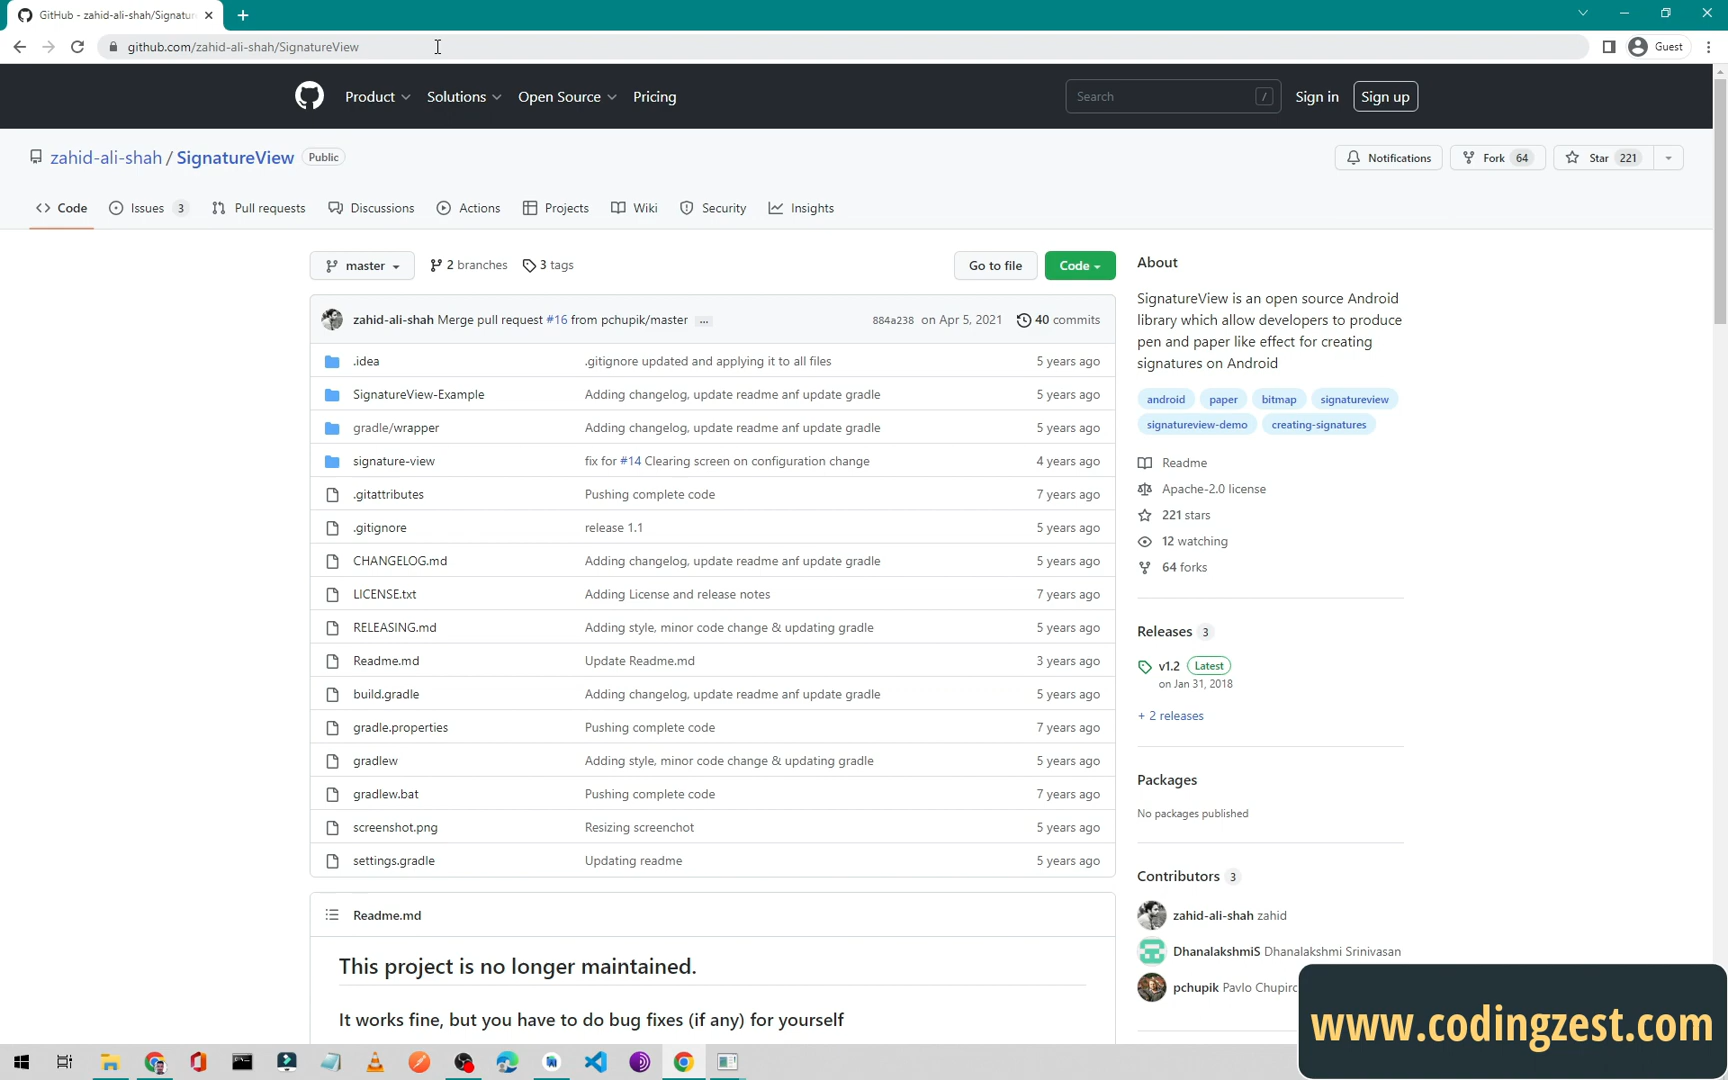 GitHub - zahid-ali-shah/Signatur
github.com/zahid-ali-shah/SignatureView
Guest
Product
Solutions
Open Source
Pricing
Search
/
Sign in
Sign up
zahid-ali-shah / SignatureView
Public
Notifications
Fork 64
Star 221
Code
Issues 3
Pull requests
Discussions
Actions
Projects
Wiki
Security
Insights
master
2 branches
3 tags
Go to file
Code
zahid-ali-shah Merge pull request #16 from pchupik/master ...
884a238 on Apr 5, 2021
40 commits
.idea
.gitignore updated and applying it to all files
5 years ago
SignatureView-Example
Adding changelog, update readme anf update gradle
5 years ago
gradle/wrapper
Adding changelog, update readme anf update gradle
5 years ago
signature-view
fix for #14 Clearing screen on configuration change
4 years ago
.gitattributes
Pushing complete code
7 years ago
.gitignore
release 1.1
5 years ago
CHANGELOG.md
Adding changelog, update readme anf update gradle
5 years ago
LICENSE.txt
Adding License and release notes
7 years ago
RELEASING.md
Adding style, minor code change & updating gradle
5 years ago
Readme.md
Update Readme.md
3 years ago
build.gradle
Adding changelog, update readme anf update gradle
5 years ago
gradle.properties
Pushing complete code
7 years ago
gradlew
Adding style, minor code change & updating gradle
5 years ago
gradlew.bat
Pushing complete code
7 years ago
screenshot.png
Resizing screenchot
5 years ago
settings.gradle
Updating readme
5 years ago
Readme.md
This project is no longer maintained.
It works fine, but you have to do bug fixes (if any) for yourself
About
SignatureView is an open source Android
library which allow developers to produce
pen and paper like effect for creating
signatures on Android
android
paper
bitmap
signatureview
signatureview-demo
creating-signatures
Readme
Apache-2.0 license
221 stars
12 watching
64 forks
Releases 3
v1.2 Latest
on Jan 31, 2018
+ 2 releases
Packages
No packages published
Contributors 3
zahid-ali-shah zahid
DhanalakshmiS Dhanalakshmi Srinivasan
pchupik Pavlo Chupirc
www.codingzest.com